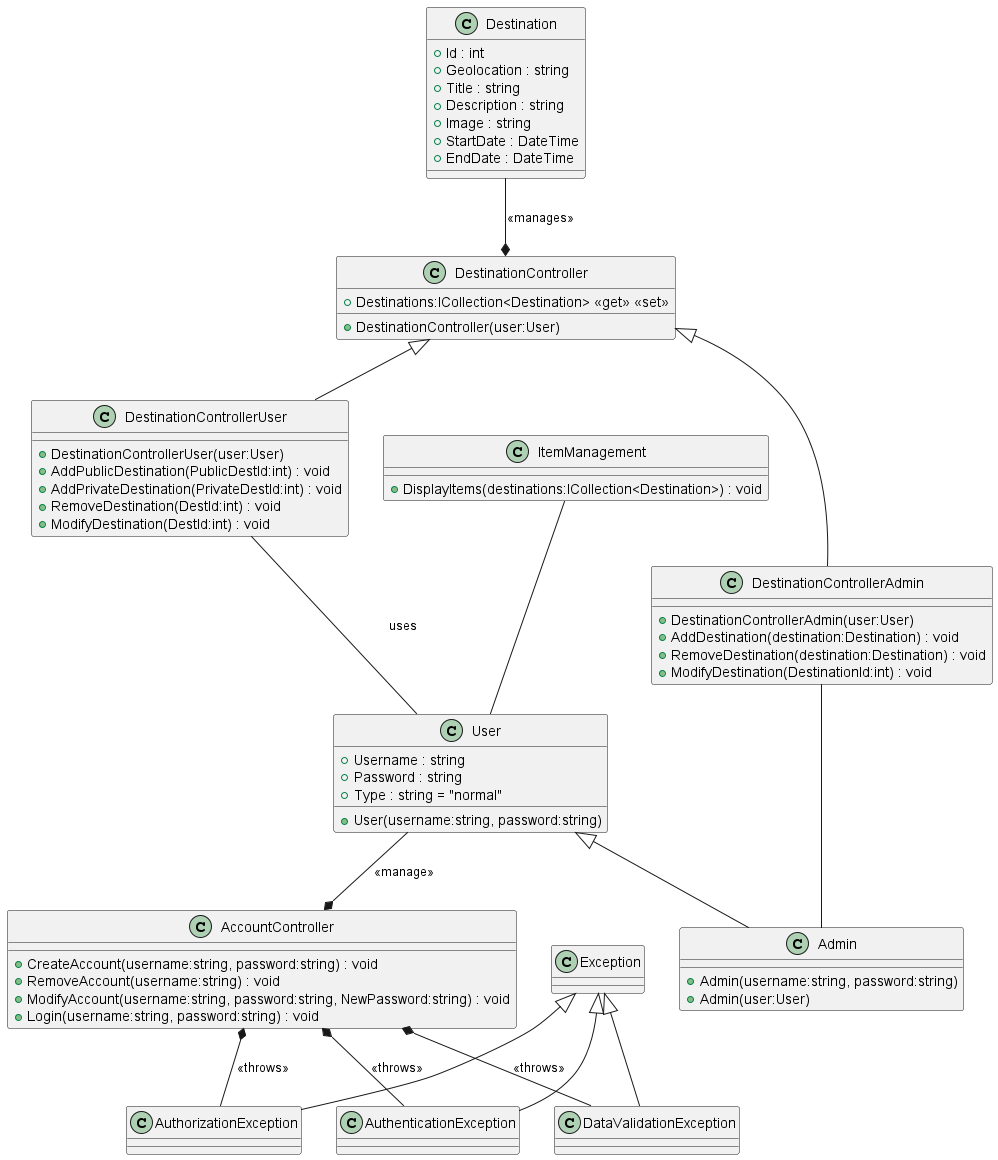 C Destination
Id : int
Geolocation : string
Title : string
Description : string
Image : string
StartDate : DateTime
EndDate : DateTime
«manages»
C DestinationController
Destinations:ICollection<Destination> «get» «set»
DestinationController(user:User)
C DestinationControllerUser
DestinationControllerUser(user:User)
AddPublicDestination(PublicDestId:int) : void
AddPrivateDestination(PrivateDestId:int) : void
RemoveDestination(DestId:int) : void
ModifyDestination(DestId:int) : void
C ItemManagement
DisplayItems(destinations:ICollection<Destination>) : void
C DestinationControllerAdmin
DestinationControllerAdmin(user:User)
AddDestination(destination:Destination) : void
RemoveDestination(destination:Destination) : void
ModifyDestination(DestinationId:int) : void
uses
C User
Username : string
Password : string
Type : string = "normal"
User(username:string, password:string)
«manage»
C AccountController
CreateAccount(username:string, password:string) : void
RemoveAccount(username:string) : void
ModifyAccount(username:string, password:string, NewPassword:string) : void
Login(username:string, password:string) : void
C Exception
C Admin
Admin(username:string, password:string)
Admin(user:User)
«throws»
«throws»
«throws»
C AuthorizationException
C AuthenticationException
C DataValidationException